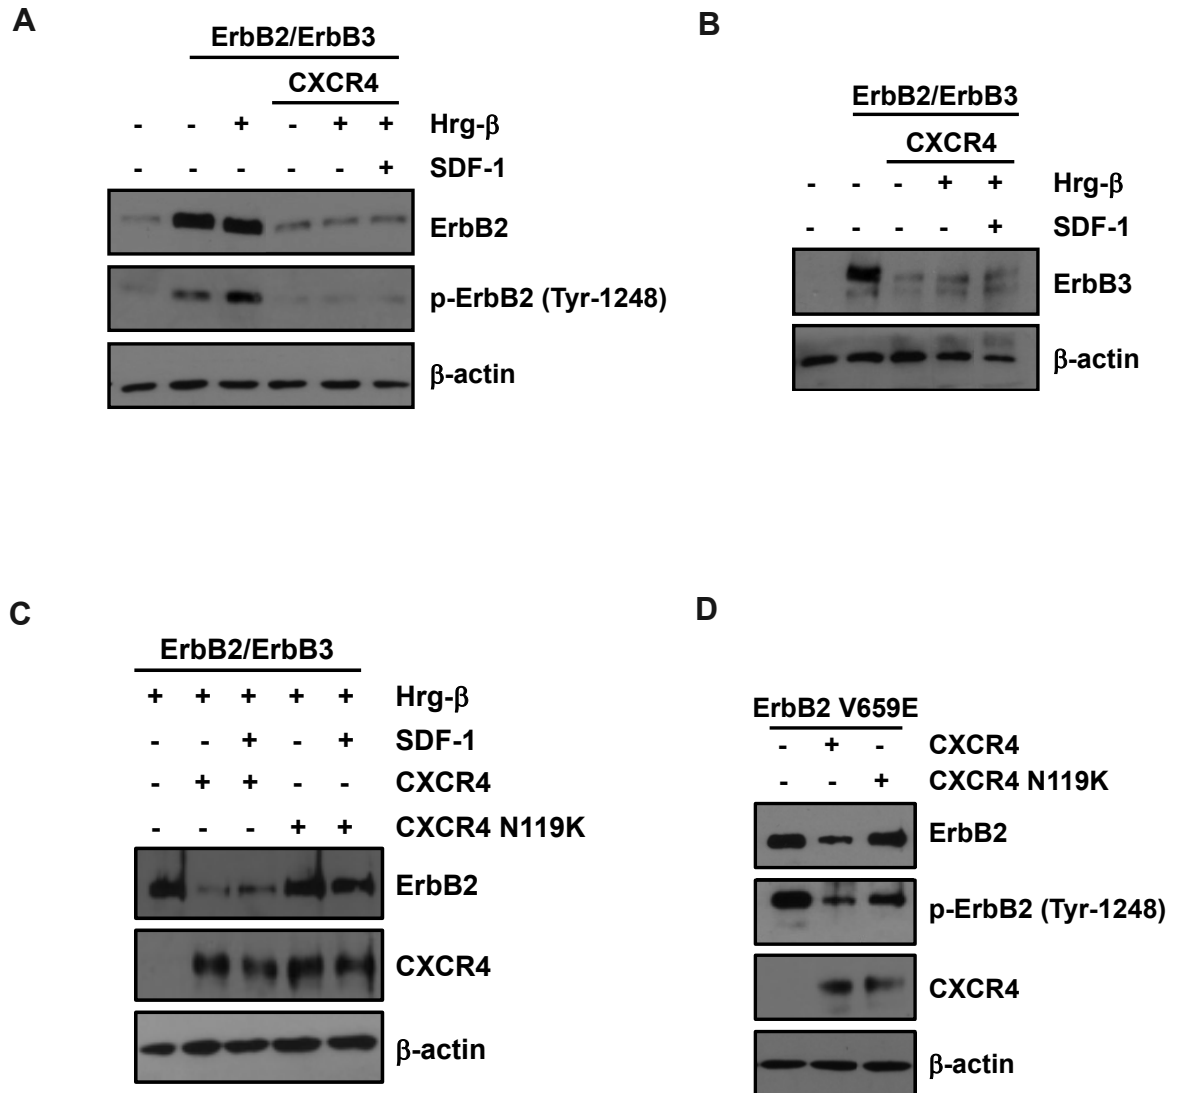 A
ErbB2/ErbB3
CXCR4
- - + - + + Hrg-β
- - - - - + SDF-1
ErbB2
p-ErbB2 (Tyr-1248)
β-actin
B
ErbB2/ErbB3
CXCR4
- - - + + Hrg-β
- - - - + SDF-1
ErbB3
β-actin
C
ErbB2/ErbB3
+ + + + + Hrg-β
- - + - + SDF-1
- + + - - CXCR4
- - - + + CXCR4 N119K
ErbB2
CXCR4
β-actin
D
ErbB2 V659E
- + - CXCR4
- - + CXCR4 N119K
ErbB2
p-ErbB2 (Tyr-1248)
CXCR4
β-actin